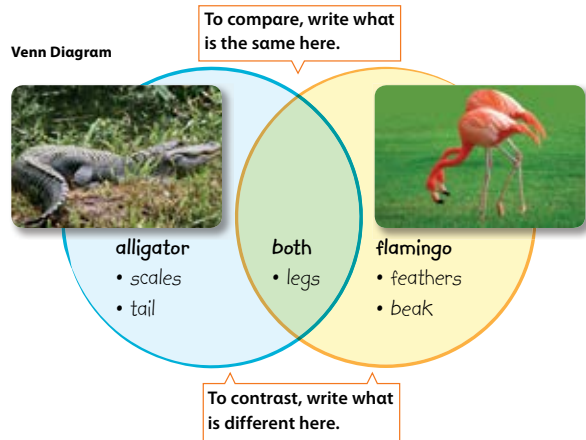 To compare, write what
is the same here.
Venn Diagram
alligator
• scales
• tail
both
• legs
flamingo
• feathers
• beak
To contrast, write what
is different here.